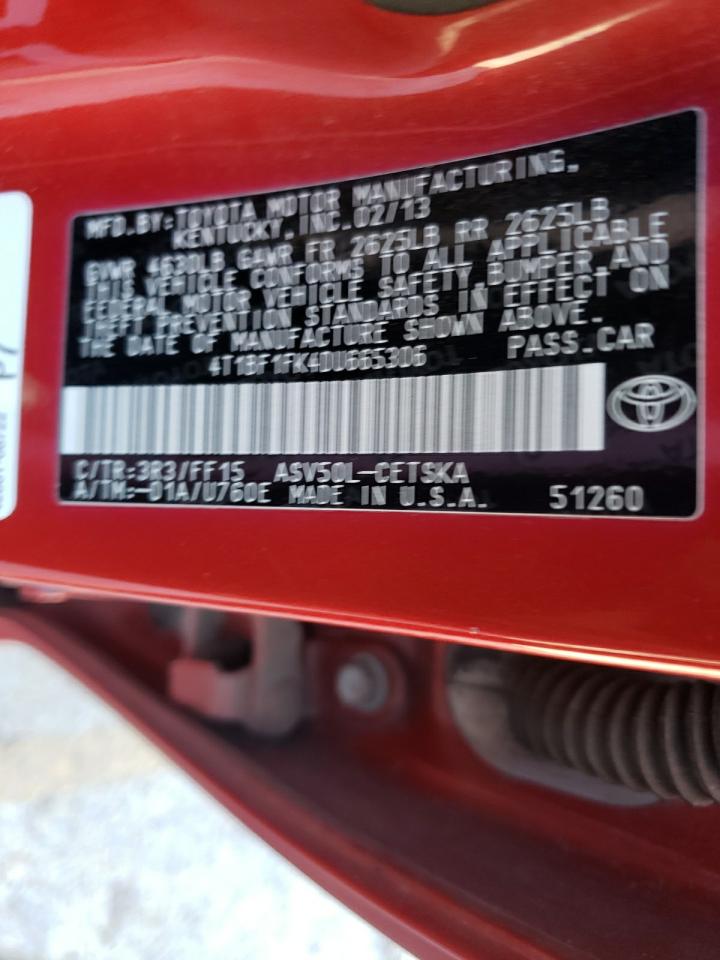 MFD.BY:TOYOTA MOTOR MANUFACTURING.
KENTUCKY, INC.02/13
GVWR 4630LB GAWR FR 2625LB RR 2625LB
THIS VEHICLE CONFORMS TO ALL APPLICABLE
FEDERAL MOTOR VEHICLE SAFETY,BUMPER AND
THEFT PREVENTION STANDARDS IN EFFECT ON
THE DATE OF MANUFACTURE SHOWN ABOVE.
4T1BF1FK4DU665306 PASS.CAR
C/TR:3R3/FF15 ASV50L-CETSKA
A/TM:-01A/U760E MADE IN U.S.A. 51260